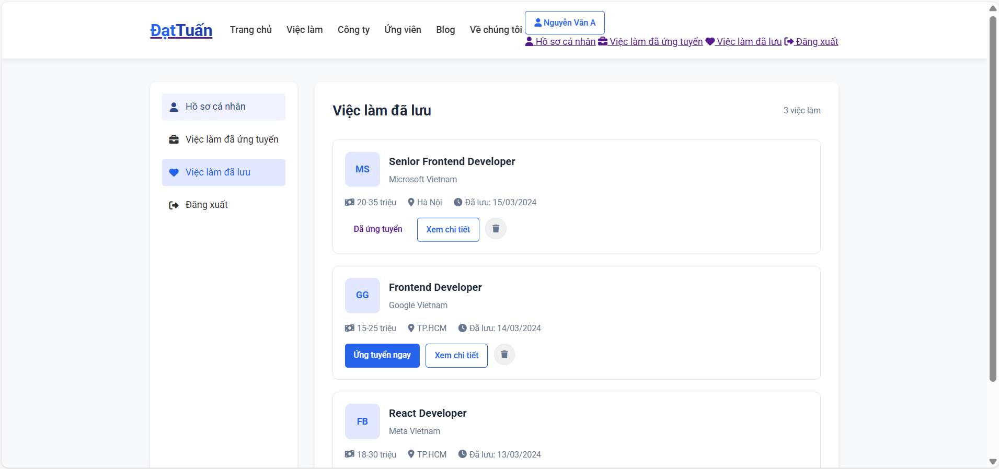 ĐạtTuấn
Trang chủ Việc làm Công ty Ứng viên Blog Về chúng tôi
Nguyễn Văn A
Hồ sơ cá nhân Việc làm đã ứng tuyển Việc làm đã lưu Đăng xuất
Hồ sơ cá nhân
Việc làm đã ứng tuyển
Việc làm đã lưu
Đăng xuất
Việc làm đã lưu
3 việc làm
MS
Senior Frontend Developer
Microsoft Vietnam
20-35 triệu Hà Nội Đã lưu: 15/03/2024
Đã ứng tuyển Xem chi tiết
GG
Frontend Developer
Google Vietnam
15-25 triệu TP.HCM Đã lưu: 14/03/2024
Ứng tuyển ngay Xem chi tiết
FB
React Developer
Meta Vietnam
18-30 triệu TP.HCM Đã lưu: 13/03/2024